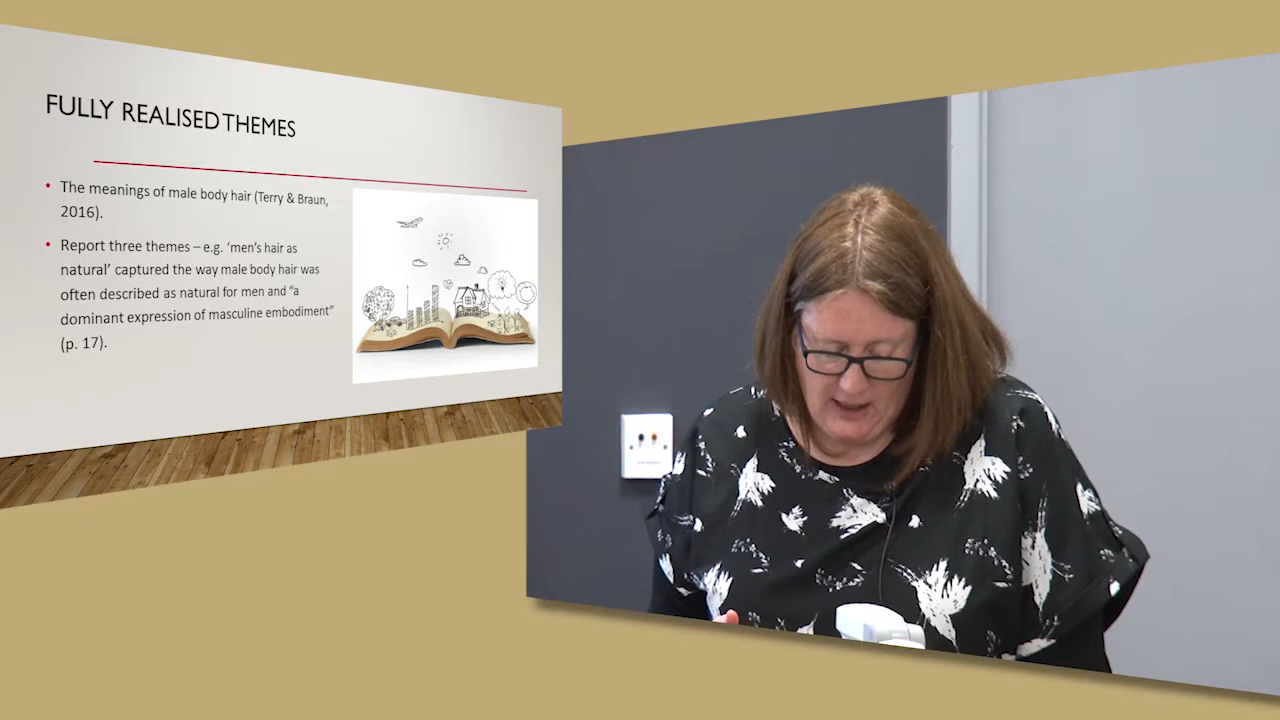 FULLY REALISED THEMES
• The meanings of male body hair (Terry & Braun,
2016).
• Report three themes – e.g. ‘men’s hair as
natural’ captured the way male body hair was
often described as natural for men and “a
dominant expression of masculine embodiment”
(p. 17).